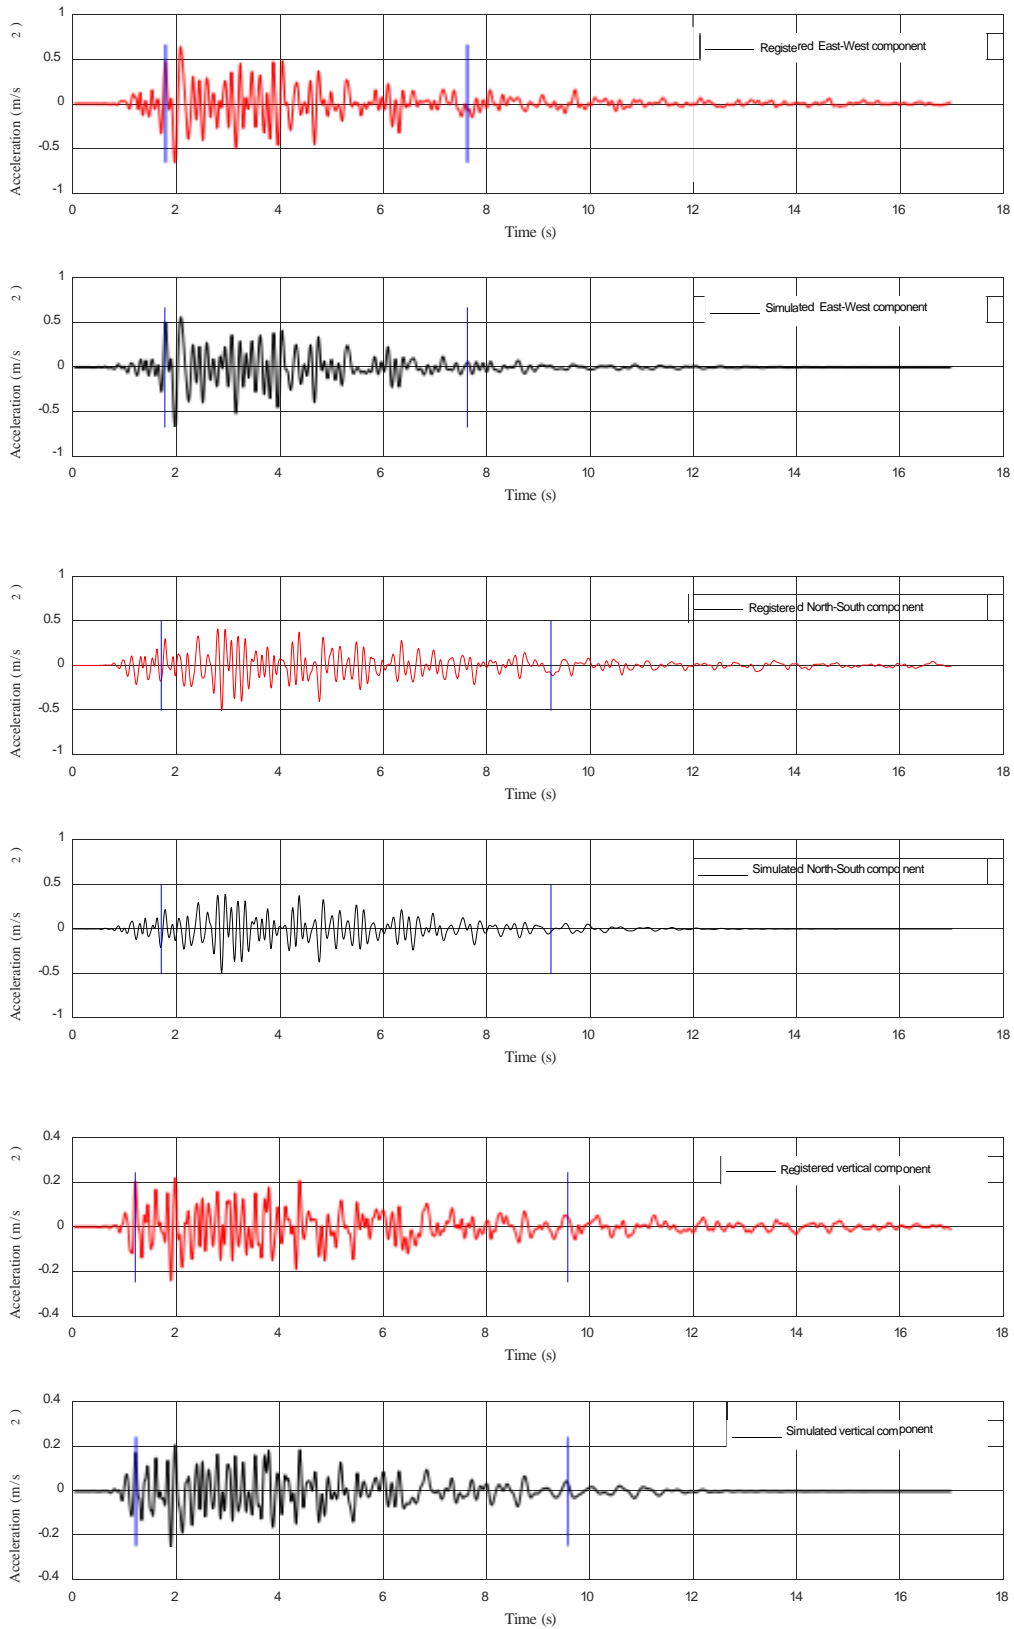 1
0.5
0
-0.5
-1
Acceleration (m/s 2 )
Registered East-West component
0 2 4 6 8 10 12 14 16 18
Time (s)
1
0.5
0
-0.5
-1
Acceleration (m/s 2 )
Simulated East-West component
0 2 4 6 8 10 12 14 16 18
Time (s)
1
0.5
0
-0.5
-1
Acceleration (m/s 2 )
Registered North-South component
0 2 4 6 8 10 12 14 16 18
Time (s)
1
0.5
0
-0.5
-1
Acceleration (m/s 2 )
Simulated North-South component
0 2 4 6 8 10 12 14 16 18
Time (s)
0.4
0.2
0
-0.2
-0.4
Acceleration (m/s 2 )
Registered vertical component
0 2 4 6 8 10 12 14 16 18
Time (s)
0.4
0.2
0
-0.2
-0.4
Acceleration (m/s 2 )
Simulated vertical component
0 2 4 6 8 10 12 14 16 18
Time (s)